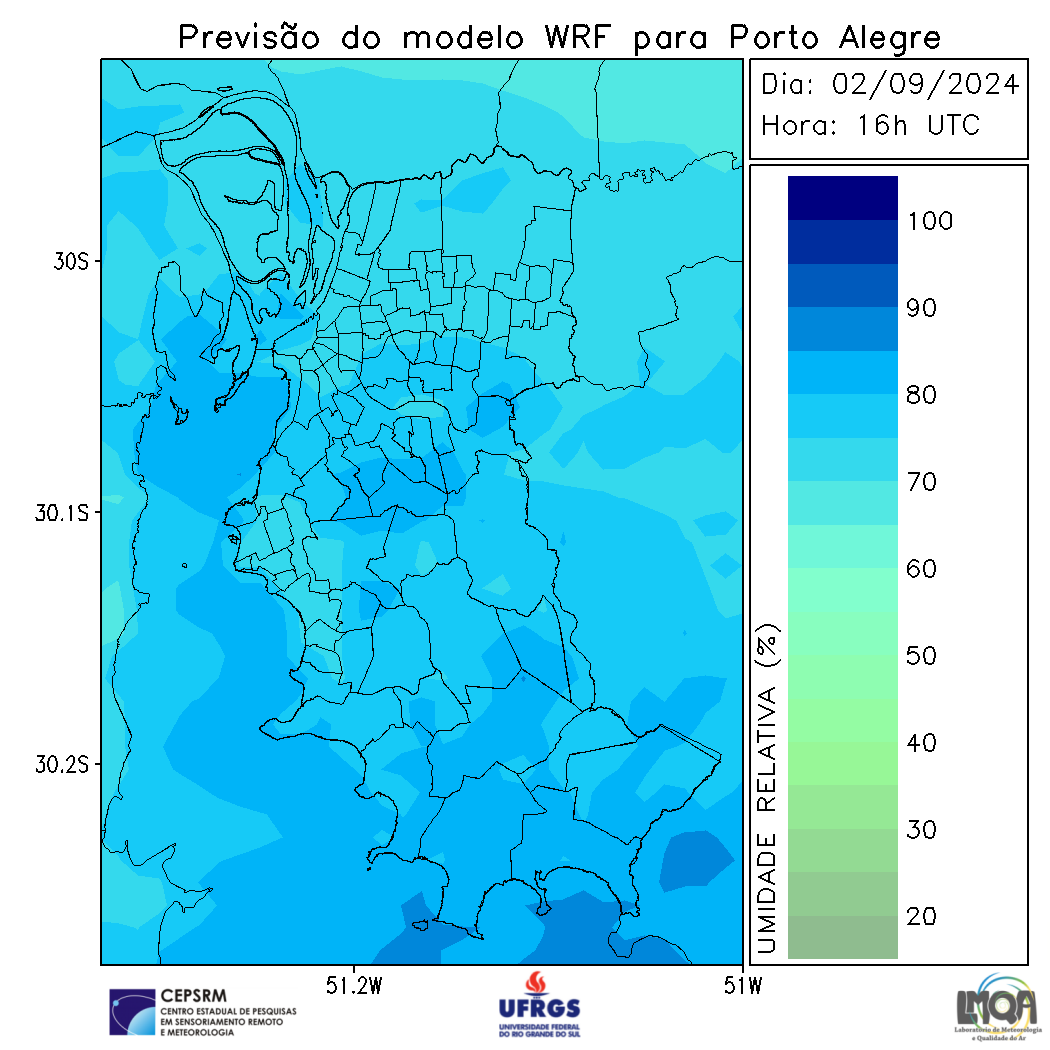 Previsão do modelo WRF para Porto Alegre
Dia: 02/09/2024
Hora: 16h UTC
30S
30.1S
30.2S
51.2W
51W
UMIDADE RELATIVA (%)
100
90
80
70
60
50
40
30
20
CEPSRM
CENTRO ESTADUAL DE PESQUISAS
EM SENSORIAMENTO REMOTO
E METEOROLOGIA
UFRGS
UNIVERSIDADE FEDERAL
DO RIO GRANDE DO SUL
LMQA
Laboratório de Meteorologia
e Qualidade do Ar